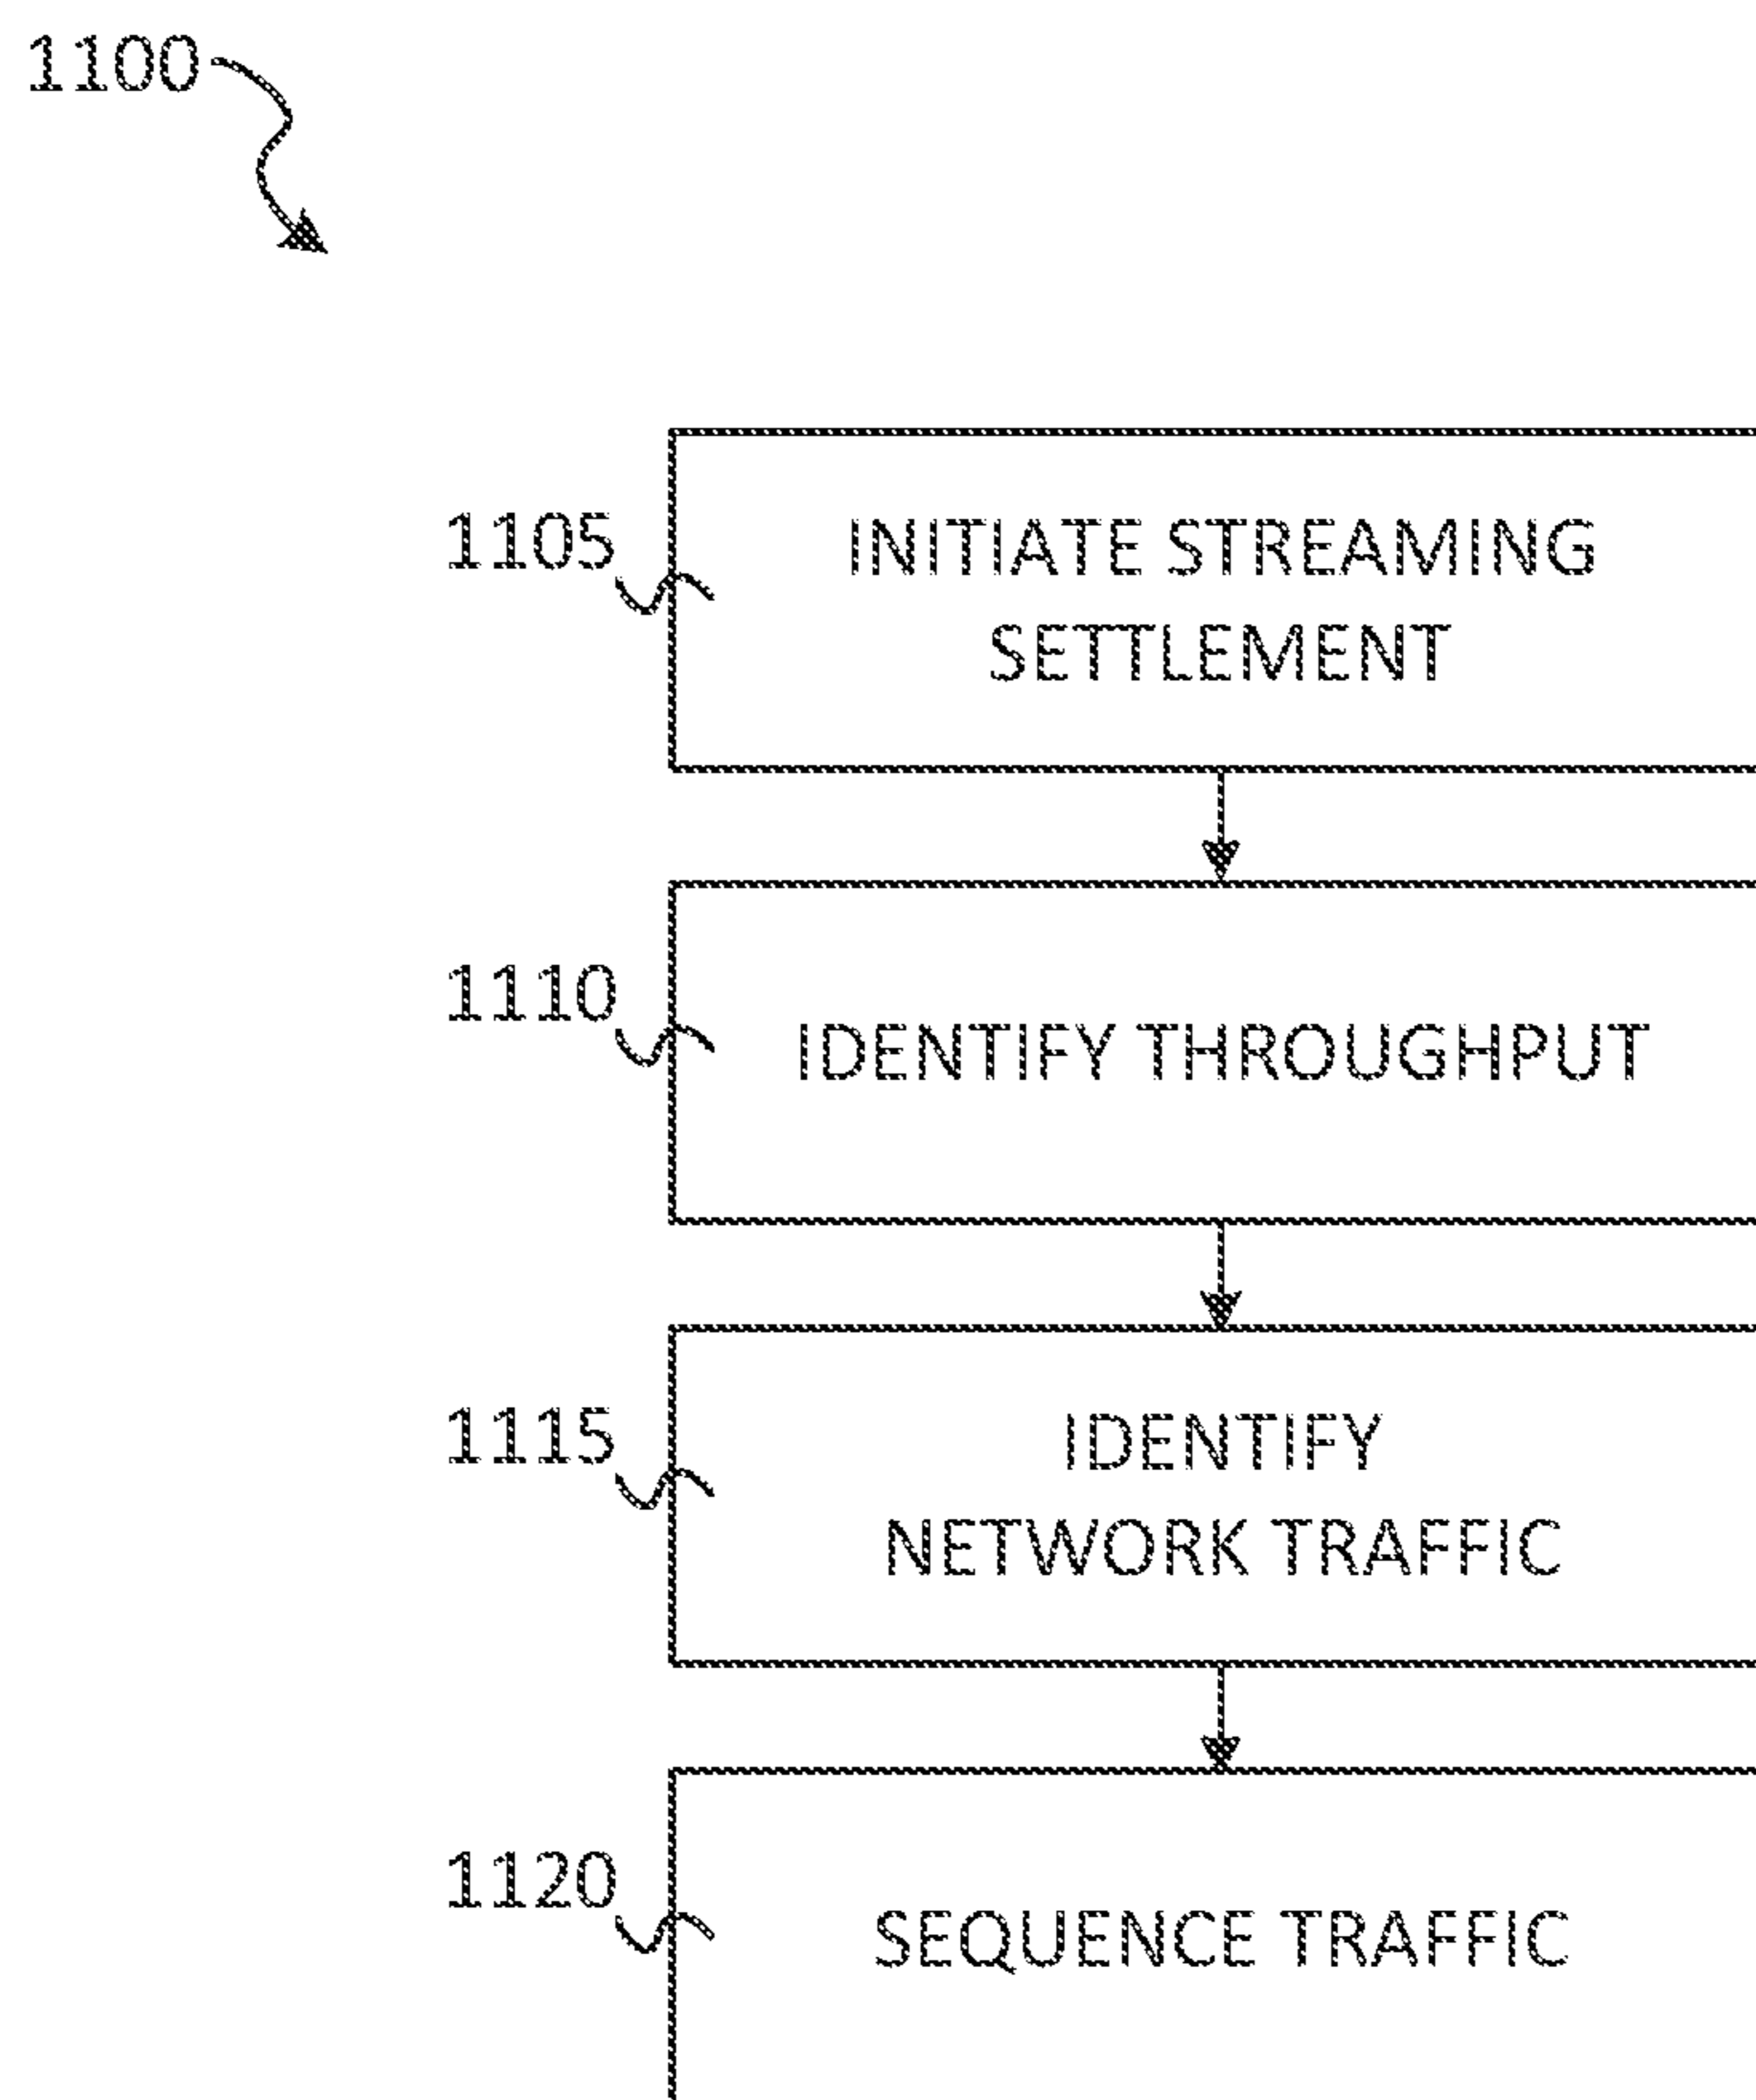 1100
1105
INITIATE STREAMING
SETTLEMENT
1110
IDENTIFY THROUGHPUT
1115
IDENTIFY
NETWORK TRAFFIC
1120
SEQUENCE TRAFFIC